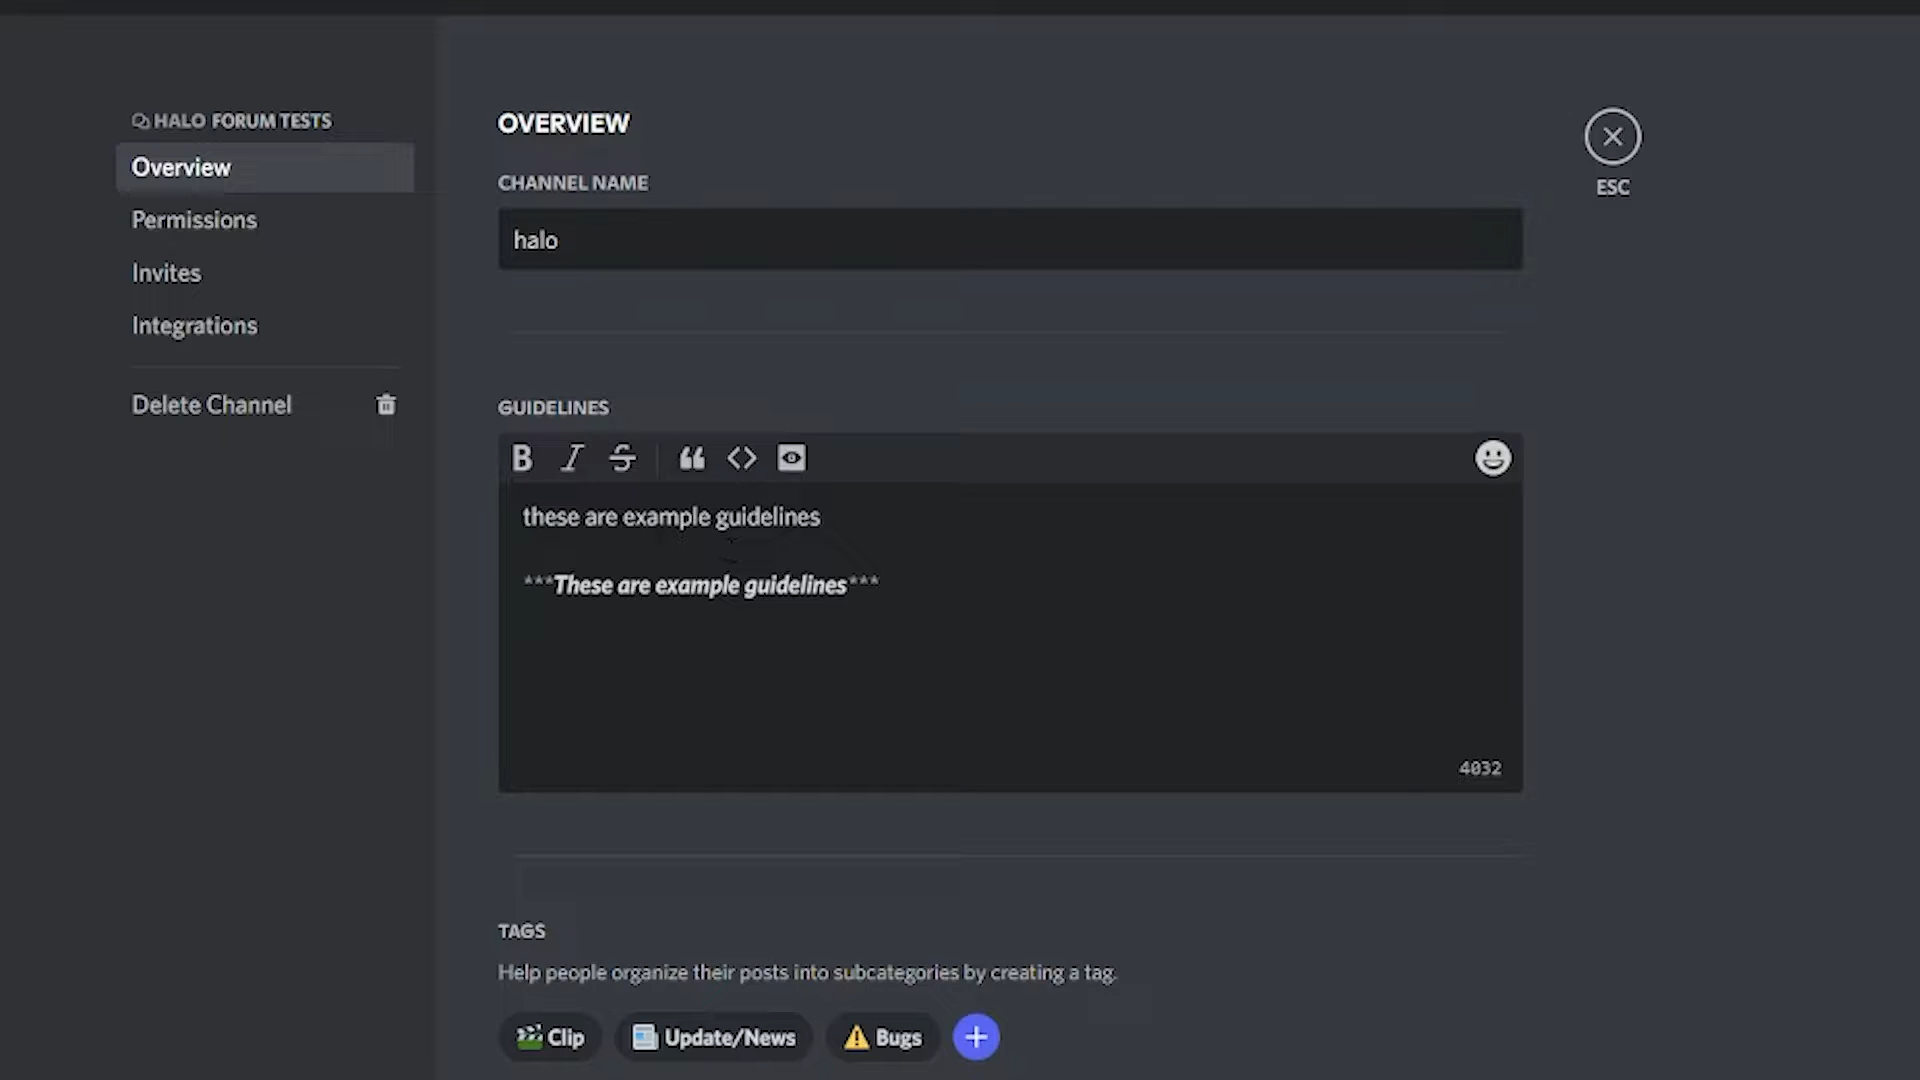 HALO FORUM TESTS
Overview
Permissions
Invites
Integrations
Delete Channel
OVERVIEW
CHANNEL NAME
halo
ESC
GUIDELINES
B I S
these are example guidelines
***These are example guidelines***
4032
TAGS
Help people organize their posts into subcategories by creating a tag.
Clip Update/News Bugs